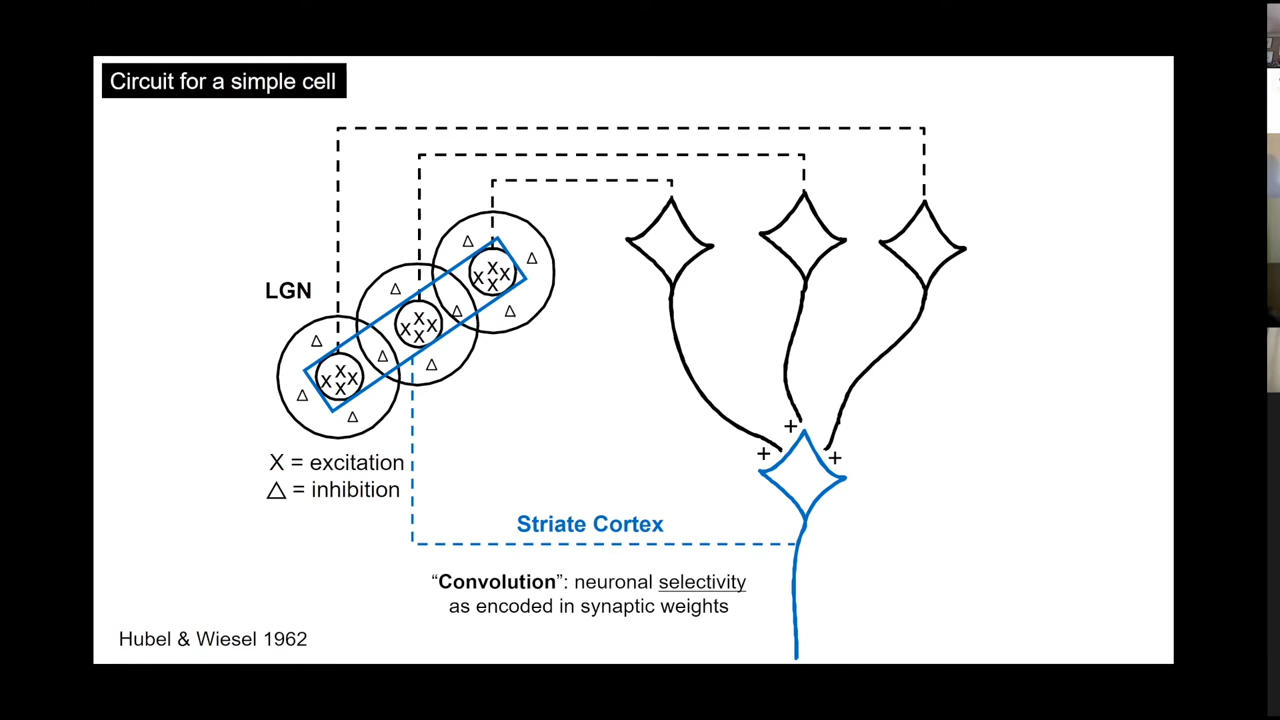 Circuit for a simple cell
LGN
X = excitation
△ = inhibition
+
+
+
Striate Cortex
“Convolution”: neuronal selectivity
as encoded in synaptic weights
Hubel & Wiesel 1962
X X X X
X X X X
X X X X
△ △ △ △ △ △ △ △ △ △